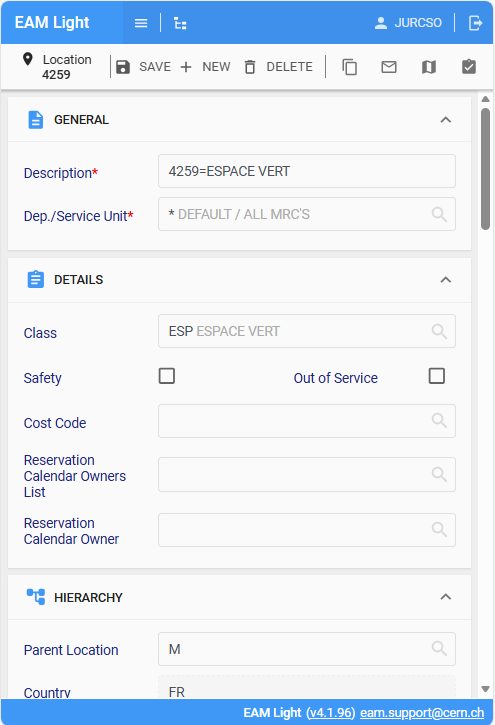 EAM Light
JURCSO
Location
4259
SAVE
NEW
DELETE
GENERAL
Description*
4259=ESPACE VERT
Dep./Service Unit*
* DEFAULT / ALL MRC'S
DETAILS
Class
ESP ESPACE VERT
Safety
Out of Service
Cost Code
Reservation
Calendar Owners
List
Reservation
Calendar Owner
HIERARCHY
Parent Location
M
Country
FR
EAM Light (v4.1.96) eam.support@cern.ch